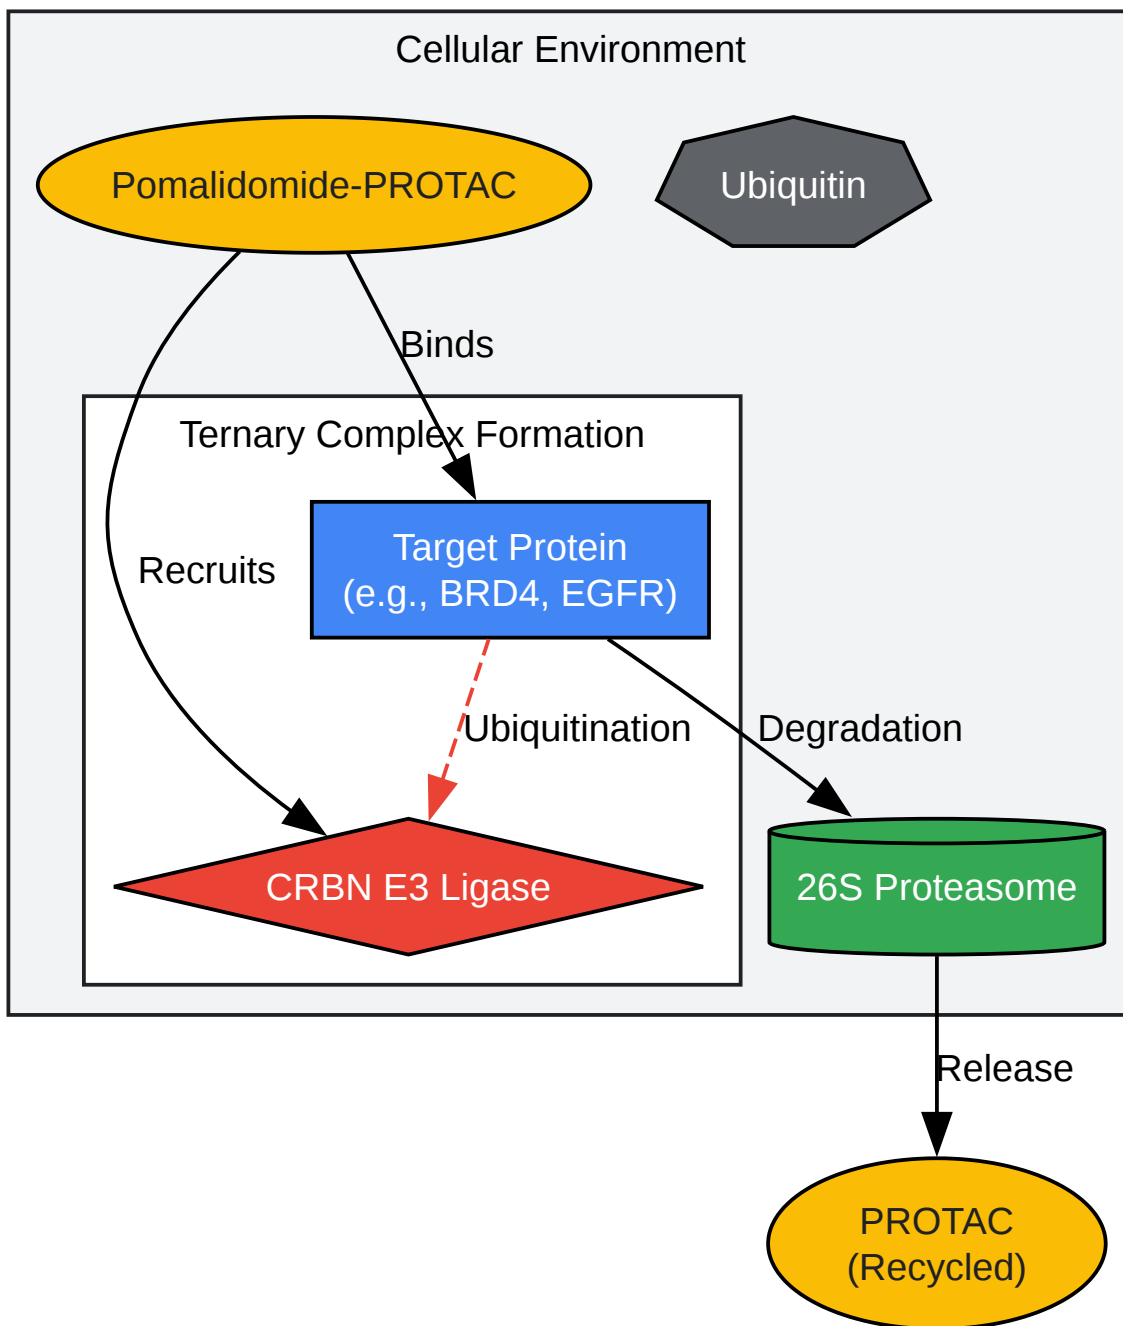 Cellular Environment
Pomalidomide-PROTAC
Ubiquitin
Binds
Ternary Complex Formation
Target Protein
(e.g., BRD4, EGFR)
Recruits
Ubiquitination
Degradation
CRBN E3 Ligase
26S Proteasome
Release
PROTAC
(Recycled)